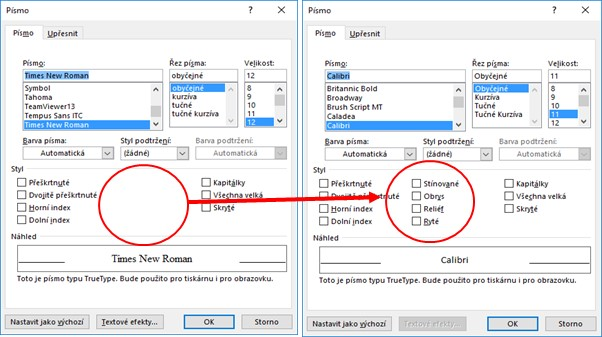 Písmo
Písmo Upřesnit
Písmo: Řez písma: Velikost:
Times New Roman obyčejné 12
Symbol obyčejné 8
Tahoma kurzíva 9
TeamViewer13 tučné 10
Tempus Sans ITC tučné kurzíva 11
Times New Roman 12
Barva písma: Styl podtržení: Barva podtržení:
Automatická (žádné) Automatická
Styl
Přeškrtnuté Kapitálky
Dvojitě přeškrtnuté Všechna velká
Horní index Skryté
Dolní index
Náhled
Times New Roman
Toto je písmo typu TrueType. Bude použito pro tiskárnu i pro obrazovku.
Nastavit jako výchozí Textové efekty... OK Storno
Písmo
Písmo Upřesnit
Písmo: Řez písma: Velikost:
Calibri Obyčejné 11
Britannic Bold Obyčejné 8
Broadway Kurzíva 9
Brush Script MT Tučné 10
Caladea Tučné Kurzíva 11
Calibri 12
Barva písma: Styl podtržení: Barva podtržení:
Automatická (žádné) Automatická
Styl
Přeškrtnuté Stínované Kapitálky
Dvojitě přeškrtnuté Obrys Všechna velká
Horní index Reliéf Skryté
Dolní index Ryté
Náhled
Calibri
Toto je písmo typu TrueType. Bude použito pro tiskárnu i pro obrazovku.
Nastavit jako výchozí Textové efekty... OK Storno